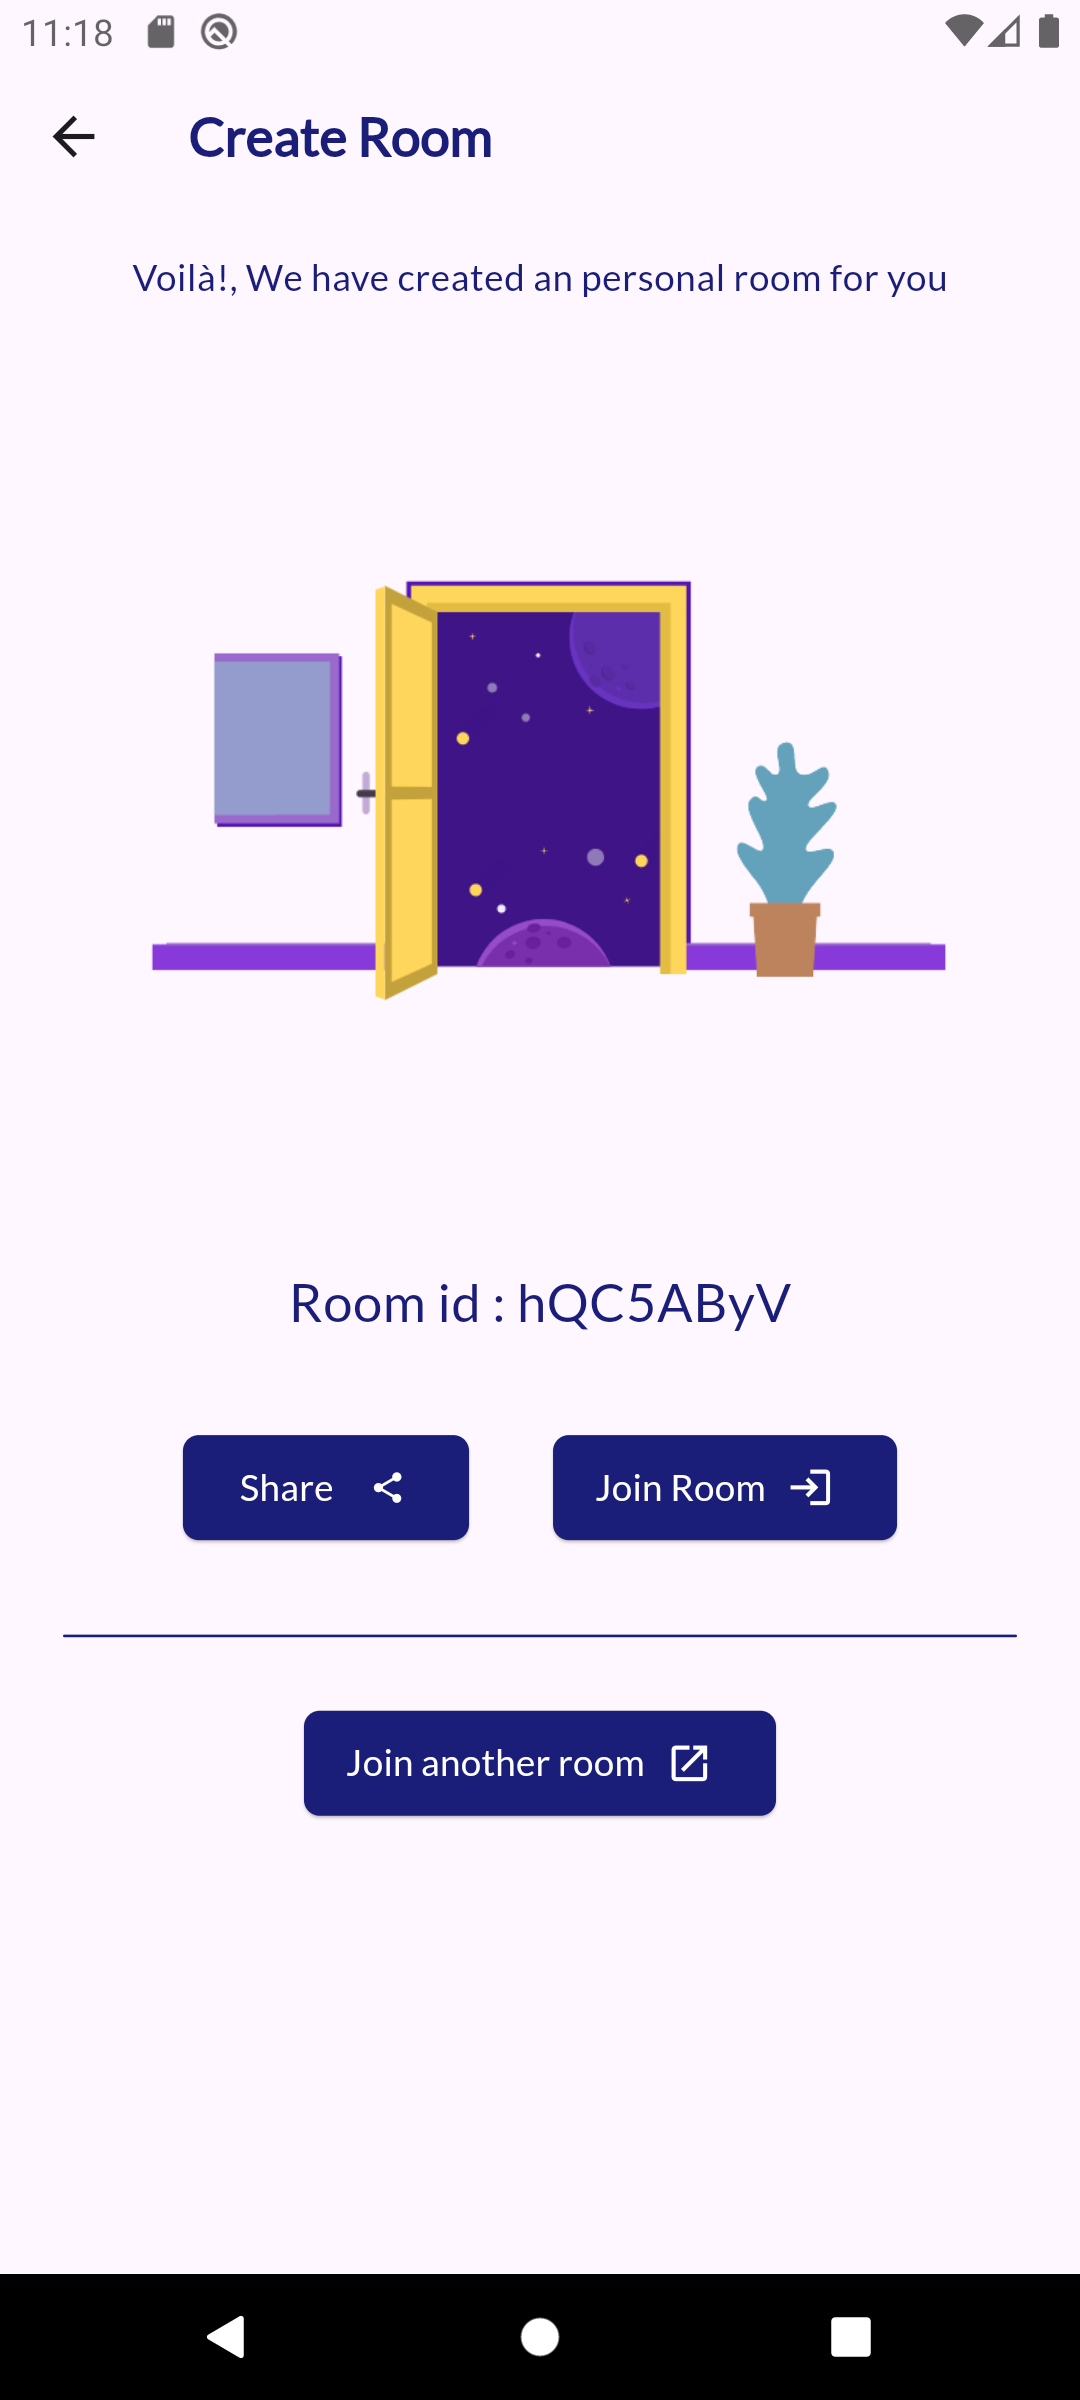 11:18
Create Room
Voilà!, We have created an personal room for you
Room id : hQC5AByV
Share
Join Room
Join another room